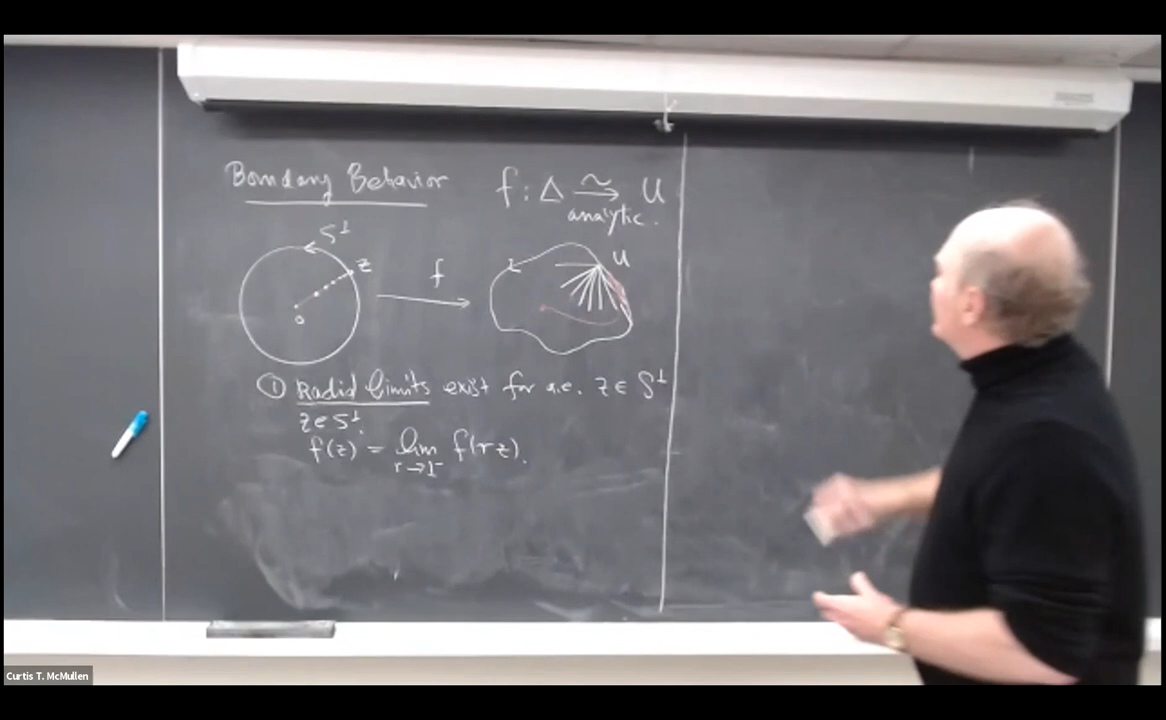 Boundary Behavior
f : Δ ⥲ U
analytic.
S¹
z
0
f
U
① Radial limits exist for a.e. z ∈ S¹
z ∈ S¹.
f(z) = lim f(rz).
r→1⁻
Curtis T. McMullen